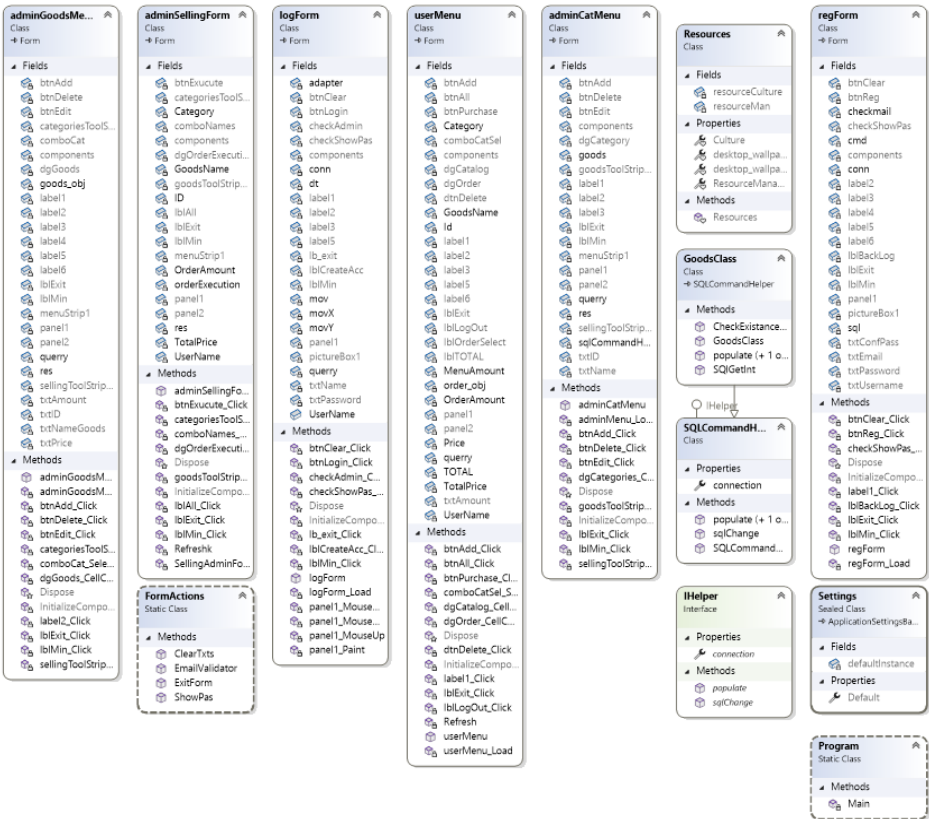 adminGoodsMe...
Class
→ Form
Fields
btnAdd
btnDelete
btnEdit
categoriesToolS...
comboCat
components
dgGoods
goods_obj
label1
label2
label3
label4
label5
label6
lblExit
lblMin
menuStrip1
panel1
panel2
querry
res
sellingToolStrip...
txtAmount
txtID
txtNameGoods
txtPrice
Methods
adminGoodsM...
adminGoodsM...
btnAdd_Click
btnDelete_Click
btnEdit_Click
categoriesToolS...
comboCat_Sele...
dgGoods_CellC...
Dispose
InitializeCompo...
label2_Click
lblExit_Click
lblMin_Click
sellingToolStrip...
adminSellingForm
Class
→ Form
Fields
btnExucute
categoriesToolS...
Category
comboNames
components
dgOrderExecuti...
GoodsName
goodsToolStrip...
ID
lblAll
lblExit
lblMin
menuStrip1
OrderAmount
orderExecution
panel1
panel2
res
TotalPrice
UserName
Methods
adminSellingFo...
btnExucute_Click
categoriesToolS...
comboNames_...
dgOrderExecuti...
Dispose
goodsToolStrip...
InitializeCompo...
lblAll_Click
lblExit_Click
lblMin_Click
Refreshk
SellingAdminFo...
FormActions
Static Class
Methods
ClearTxts
EmailValidator
ExitForm
ShowPas
logForm
Class
→ Form
Fields
adapter
btnClear
btnLogin
checkAdmin
checkShowPas
components
conn
dt
label1
label2
label3
label5
lb_exit
lblCreateAcc
lblMin
mov
movX
movY
panel1
pictureBox1
querry
txtName
txtPassword
UserName
Methods
btnClear_Click
btnLogin_Click
checkAdmin_C...
checkShowPas_...
Dispose
InitializeCompo...
lb_exit_Click
lblCreateAcc_Cl...
lblMin_Click
logForm
logForm_Load
panel1_Mouse...
panel1_Mouse...
panel1_MouseUp
panel1_Paint
userMenu
Class
→ Form
Fields
btnAdd
btnAll
btnPurchase
Category
comboCatSel
components
dgCatalog
dgOrder
dtnDelete
GoodsName
Id
label1
label2
label3
label5
label6
lblExit
lblLogOut
lblOrderSelect
lblTOTAL
MenuAmount
order_obj
OrderAmount
panel1
panel2
Price
querry
TOTAL
TotalPrice
txtAmount
UserName
Methods
btnAdd_Click
btnAll_Click
btnPurchase_Cl...
comboCatSel_S...
dgCatalog_Cell...
dgOrder_CellC...
Dispose
dtnDelete_Click
InitializeCompo...
label1_Click
lblExit_Click
lblLogOut_Click
Refresh
userMenu
userMenu_Load
adminCatMenu
Class
→ Form
Fields
btnAdd
btnDelete
btnEdit
components
dgCategory
goods
goodsToolStrip...
label1
label2
label3
lblExit
lblMin
menuStrip1
panel1
panel2
querry
res
sellingToolStrip...
sqlCommandH...
txtID
txtName
Methods
adminCatMenu
adminMenu_Lo...
btnAdd_Click
btnDelete_Click
btnEdit_Click
dgCategories_C...
Dispose
goodsToolStrip...
InitializeCompo...
lblExit_Click
lblMin_Click
sellingToolStrip...
Resources
Class
Fields
resourceCulture
resourceMan
Properties
Culture
desktop_wallpa...
desktop_wallpa...
ResourceMana...
Methods
Resources
GoodsClass
Class
→ SQLCommandHelper
Methods
CheckExistance...
GoodsClass
populate (+ 1 o...
SQlGetInt
IHelper
SQLCommandH...
Class
Properties
connection
Methods
populate (+ 1 o...
sqlChange
SQLCommand...
IHelper
Interface
Properties
connection
Methods
populate
sqlChange
regForm
Class
→ Form
Fields
btnClear
btnReg
checkmail
checkShowPas
cmd
components
conn
label2
label3
label4
label5
label6
lblBackLog
lblExit
lblMin
panel1
pictureBox1
sql
txtConfPass
txtEmail
txtPassword
txtUsername
Methods
btnClear_Click
btnReg_Click
checkShowPas_...
Dispose
InitializeCompo...
label1_Click
lblBackLog_Click
lblExit_Click
lblMin_Click
regForm
regForm_Load
Settings
Sealed Class
→ ApplicationSettingsBa...
Fields
defaultInstance
Properties
Default
Program
Static Class
Methods
Main